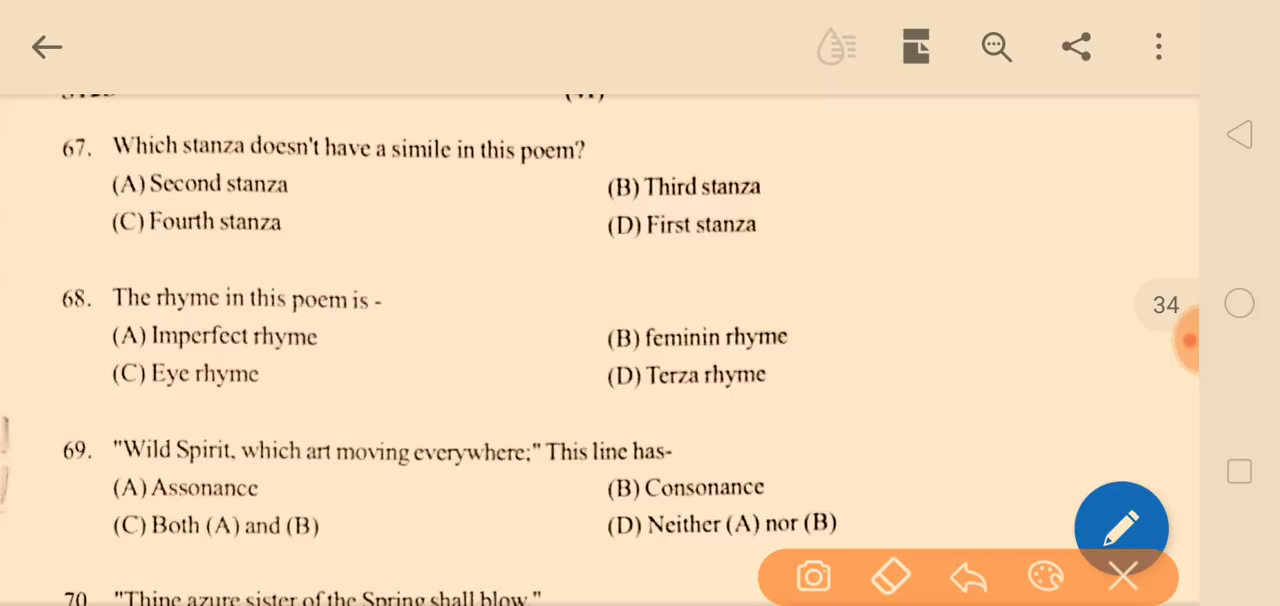 67. Which stanza doesn't have a simile in this poem?
(A) Second stanza (B) Third stanza
(C) Fourth stanza (D) First stanza
68. The rhyme in this poem is -
(A) Imperfect rhyme (B) feminin rhyme
(C) Eye rhyme (D) Terza rhyme
34
69. "Wild Spirit, which art moving everywhere;" This line has-
(A) Assonance (B) Consonance
(C) Both (A) and (B) (D) Neither (A) nor (B)
70. "Thine azure sister of the Spring shall blow."